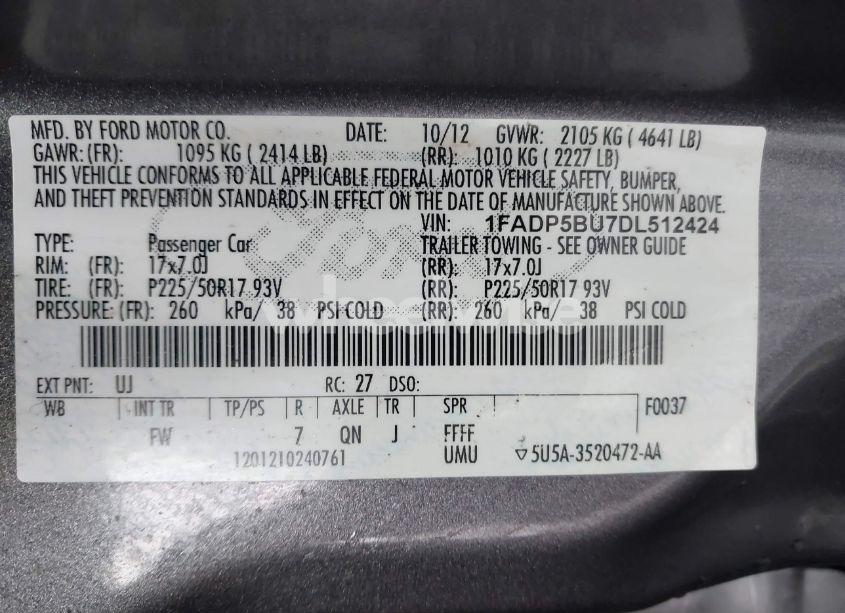 MFD. BY FORD MOTOR CO. DATE: 10/12 GVWR: 2105 KG ( 4641 LB)
GAWR: (FR): 1095 KG ( 2414 LB) (RR): 1010 KG ( 2227 LB)
THIS VEHICLE CONFORMS TO ALL APPLICABLE FEDERAL MOTOR VEHICLE SAFETY, BUMPER,
AND THEFT PREVENTION STANDARDS IN EFFECT ON THE DATE OF MANUFACTURE SHOWN ABOVE.
VIN: 1FADP5BU7DL512424
TYPE: Passenger Car TRAILER TOWING - SEE OWNER GUIDE
RIM: (FR): 17x7.0J (RR): 17x7.0J
TIRE: (FR): P225/50R17 93V (RR): P225/50R17 93V
PRESSURE: (FR): 260 kPa/ 38 PSI COLD (RR): 260 kPa/ 38 PSI COLD
EXT PNT: UJ RC: 27 DSO:
WB INT TR TP/PS R AXLE TR SPR F0037
FW 7 QN J FFFF
1201210240761 UMU 5U5A-3520472-AA